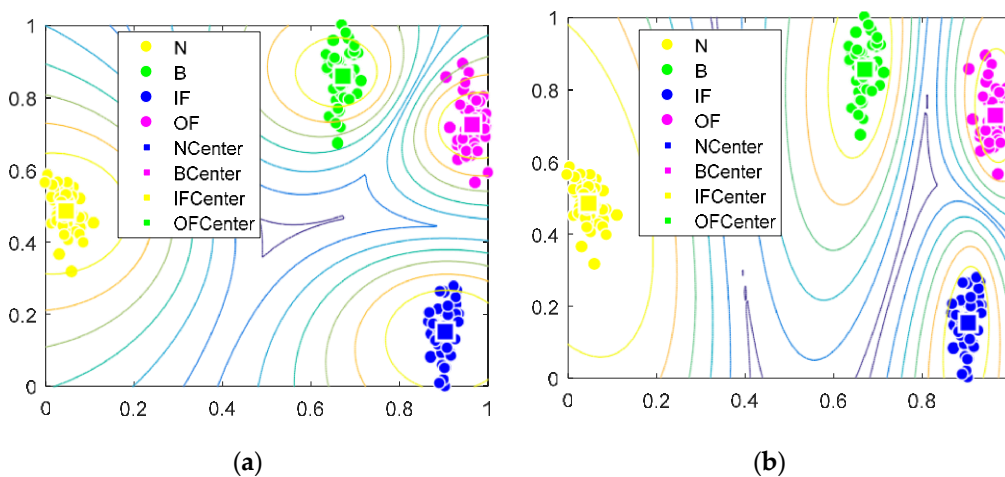 1
0.8
0.6
0.4
0.2
0
0 0.2 0.4 0.6 0.8 1
N
B
IF
OF
NCenter
BCenter
IFCenter
OFCenter
(a)
1
0.8
0.6
0.4
0.2
0
0 0.2 0.4 0.6 0.8
N
B
IF
OF
NCenter
BCenter
IFCenter
OFCenter
(b)